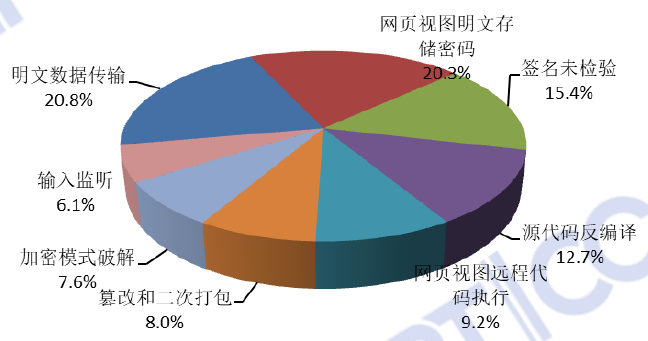 网页视图明文存
储密码
20.3%
签名未检验
15.4%
源代码反编译
12.7%
网页视图远程代
码执行
9.2%
篡改和二次打包
8.0%
加密模式破解
7.6%
输入监听
6.1%
明文数据传输
20.8%